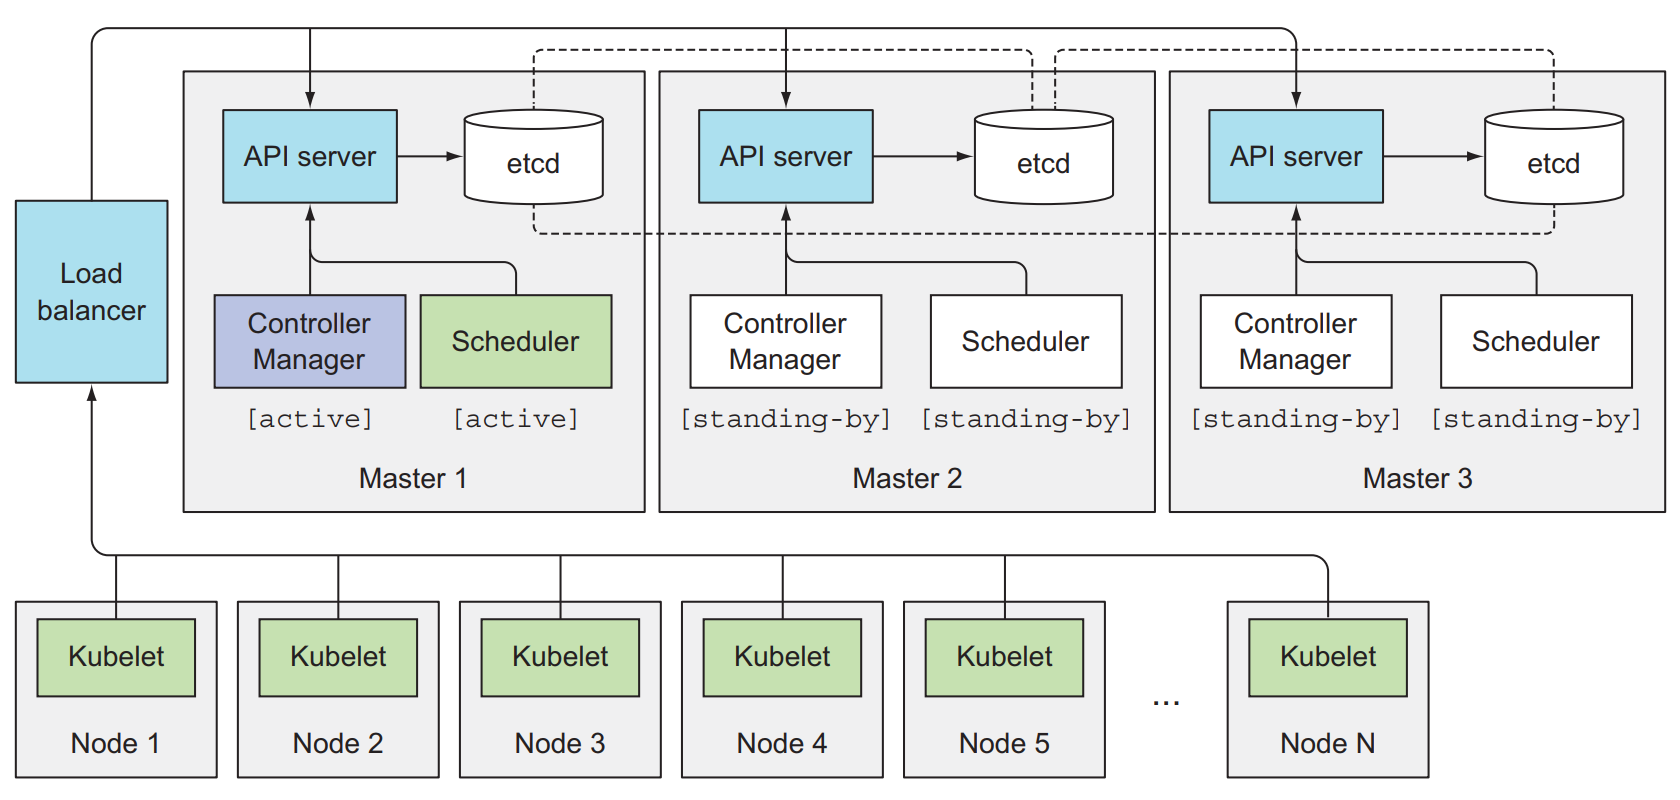 API server
etcd
API server
etcd
API server
etcd
Load
balancer
Controller
Manager
Scheduler
Controller
Manager
Scheduler
Controller
Manager
Scheduler
[active]
[active]
[standing-by]
[standing-by]
[standing-by]
[standing-by]
Master 1
Master 2
Master 3
Kubelet
Kubelet
Kubelet
Kubelet
Kubelet
Kubelet
...
Node 1
Node 2
Node 3
Node 4
Node 5
Node N